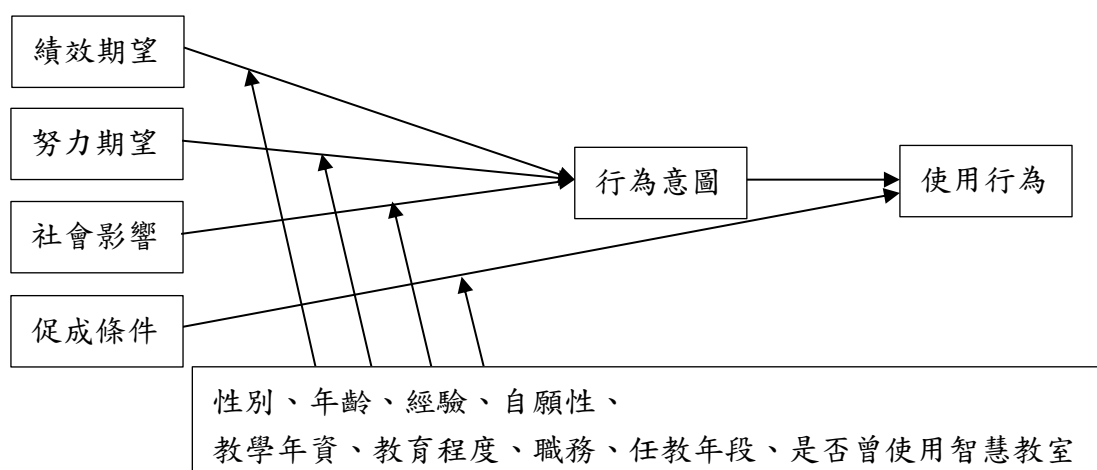 績效期望
努力期望
社會影響
促成條件
行為意圖
使用行為
性別、年齡、經驗、自願性、
教學年資、教育程度、職務、任教年段、是否曾使用智慧教室